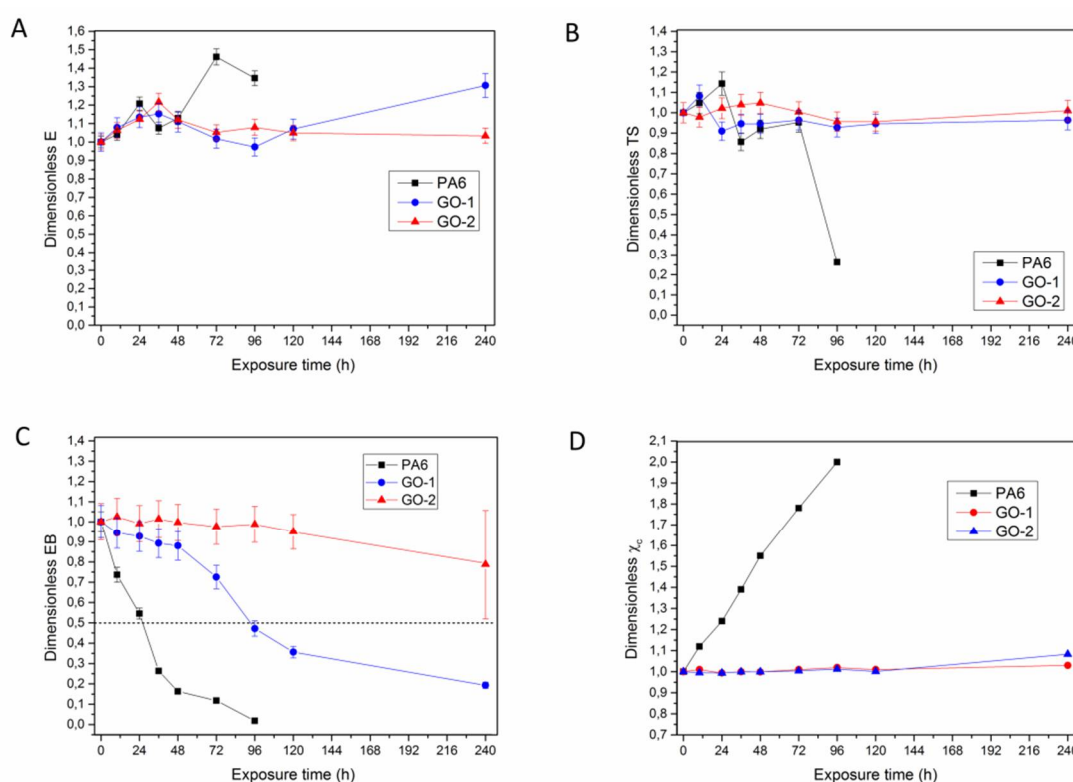 A
Dimensionless E
1,6
1,5
1,4
1,3
1,2
1,1
1,0
0,9
0,8
0,7
0,6
0,5
0,4
0,3
0,2
0,1
0,0
PA6
GO-1
GO-2
0 24 48 72 96 120 144 168 192 216 240
Exposure time (h)
B
Dimensionless TS
1,4
1,3
1,2
1,1
1,0
0,9
0,8
0,7
0,6
0,5
0,4
0,3
0,2
0,1
0,0
PA6
GO-1
GO-2
0 24 48 72 96 120 144 168 192 216 240
Exposure time (h)
C
Dimensionless EB
1,4
1,3
1,2
1,1
1,0
0,9
0,8
0,7
0,6
0,5
0,4
0,3
0,2
0,1
0,0
PA6
GO-1
GO-2
0 24 48 72 96 120 144 168 192 216 240
Exposure time (h)
D
Dimensionless χc
2,1
2,0
1,9
1,8
1,7
1,6
1,5
1,4
1,3
1,2
1,1
1,0
0,9
0,8
0,7
PA6
GO-1
GO-2
0 24 48 72 96 120 144 168 192 216 240
Exposure time (h)